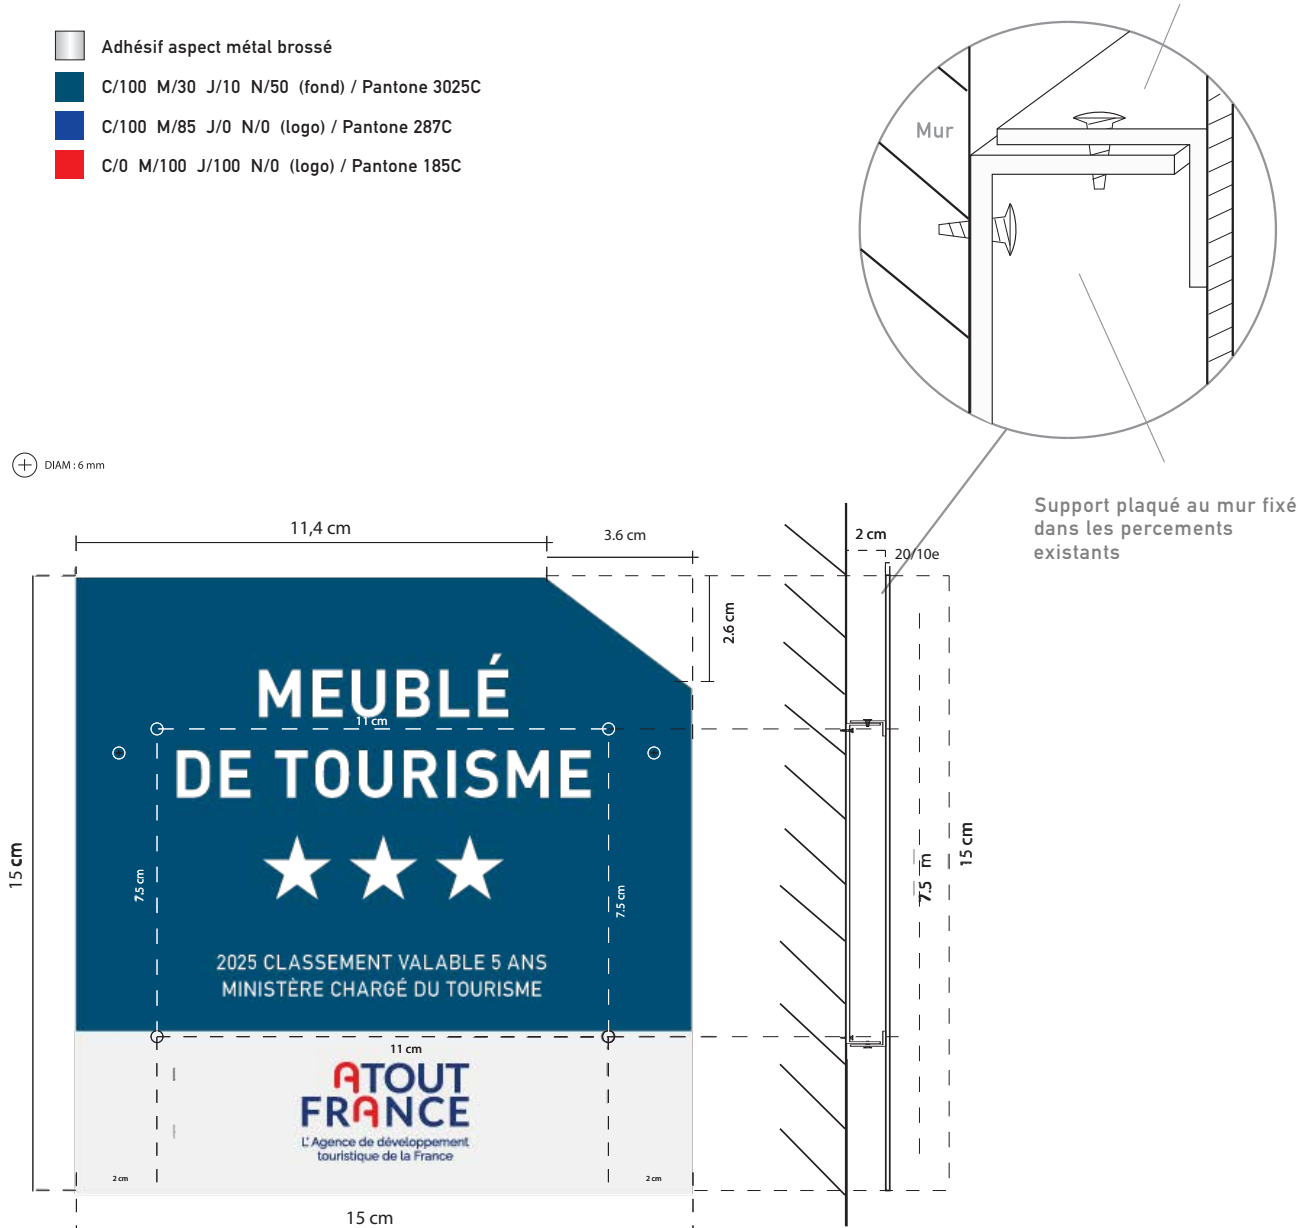 Adhésif aspect métal brossé
C/100 M/30 J/10 N/50 (fond) / Pantone 3025C
C/100 M/85 J/0 N/0 (logo) / Pantone 287C
C/0 M/100 J/100 N/0 (logo) / Pantone 185C
Mur
Support plaqué au mur fixé
dans les percements
existants
DIAM : 6 mm
11,4 cm
3.6 cm
2 cm
20/10e
2.6 cm
MEUBLÉ
11 cm
DE TOURISME
15 cm
7.5 cm
7.5 cm
7.5 m
15 cm
2025 CLASSEMENT VALABLE 5 ANS
MINISTÈRE CHARGÉ DU TOURISME
11 cm
ATOUT
FRANCE
L'Agence de développement
touristique de la France
2 cm
2 cm
15 cm